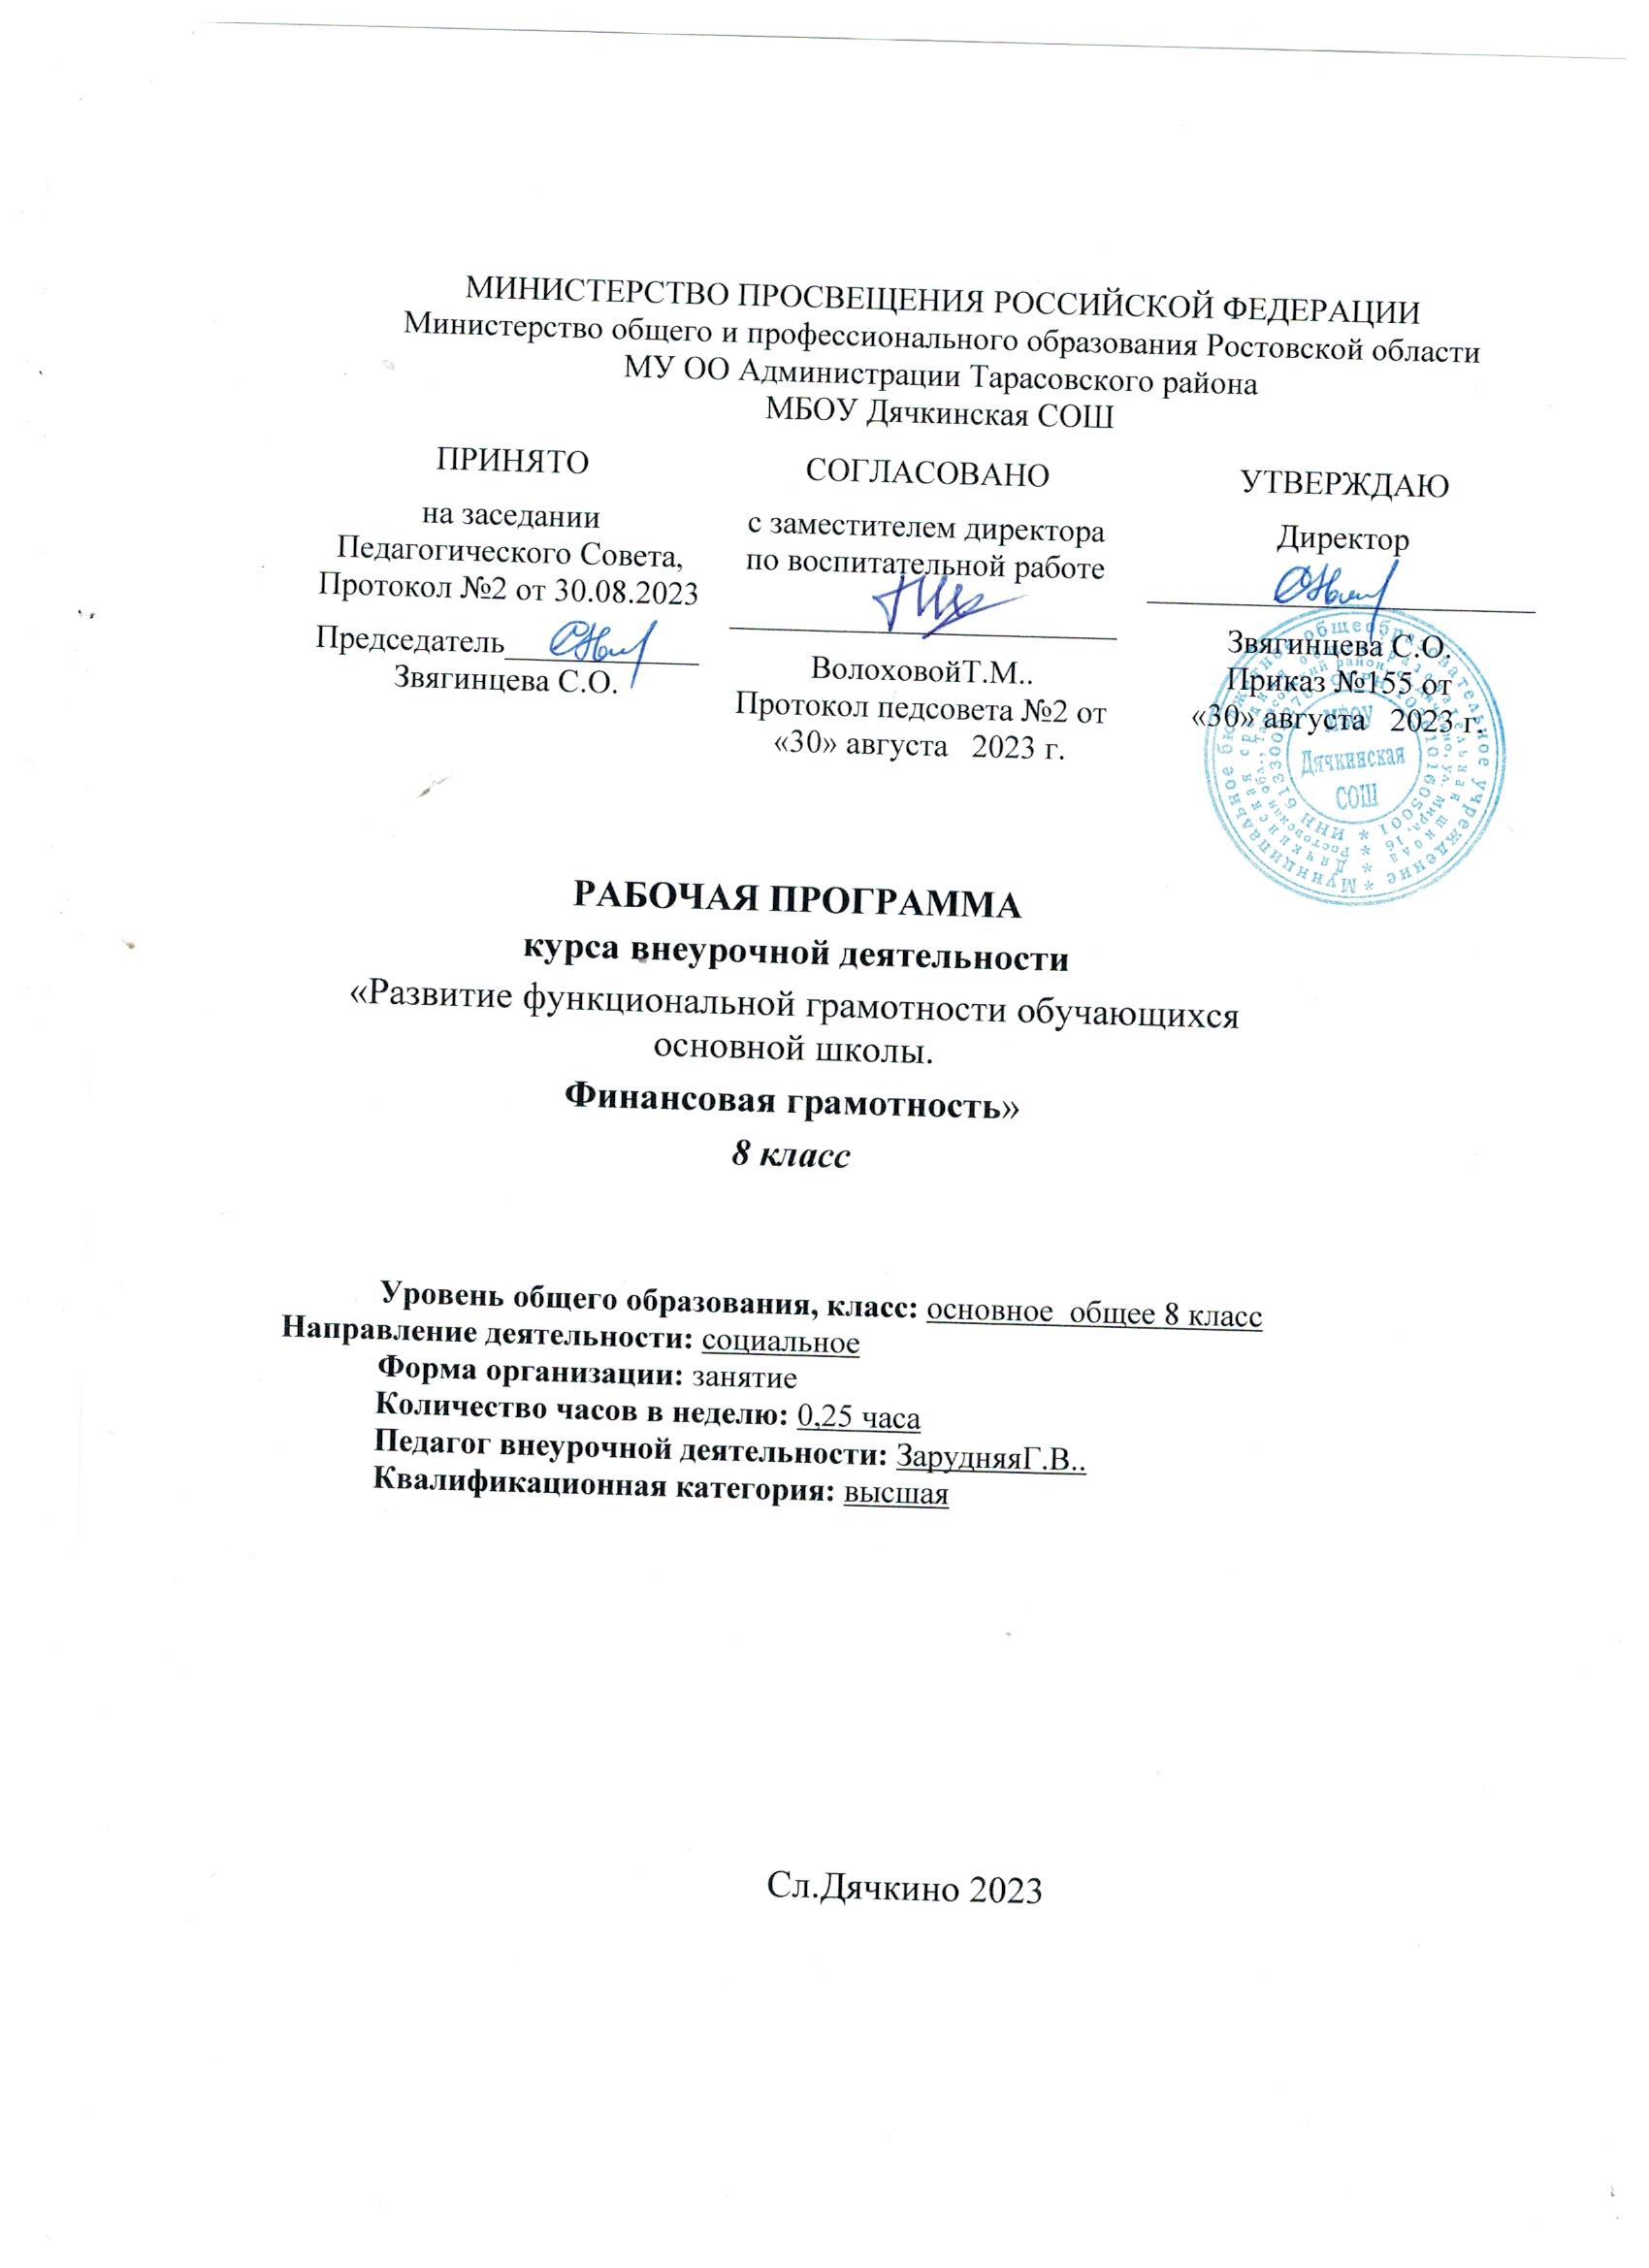 МИНИСТЕРСТВО ПРОСВЕЩЕНИЯ РОССИЙСКОЙ ФЕДЕРАЦИИ
Министерство общего и профессионального образования Ростовской области
МУ ОО Администрации Тарасовского района
МБОУ Дячкинская СОШ
ПРИНЯТО
на заседании
Педагогического Совета,
Протокол №2 от 30.08.2023
Председатель____________
Звягинцева С.О.
СОГЛАСОВАНО
с заместителем директора
по воспитательной работе
ВолоховойТ.М..
Протокол педсовета №2 от
«30» августа 2023 г.
УТВЕРЖДАЮ
Директор
Звягинцева С.О.
Приказ №155 от
«30» августа 2023 г.
МБОУ
Дячкинская
СОШ
РАБОЧАЯ ПРОГРАММА
курса внеурочной деятельности
«Развитие функциональной грамотности обучающихся
основной школы.
Финансовая грамотность»
8 класс
Уровень общего образования, класс: основное общее 8 класс
Направление деятельности: социальное
Форма организации: занятие
Количество часов в неделю: 0,25 часа
Педагог внеурочной деятельности: ЗарудняяГ.В..
Квалификационная категория: высшая
Сл.Дячкино 2023